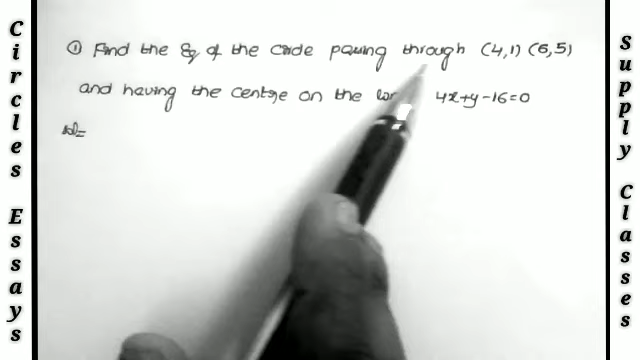 Circles Essays
① Find the Eq of the circle passing through (4,1) (6,5)
and having the centre on the 4x+y-16=0
Sol=
Supply Classes